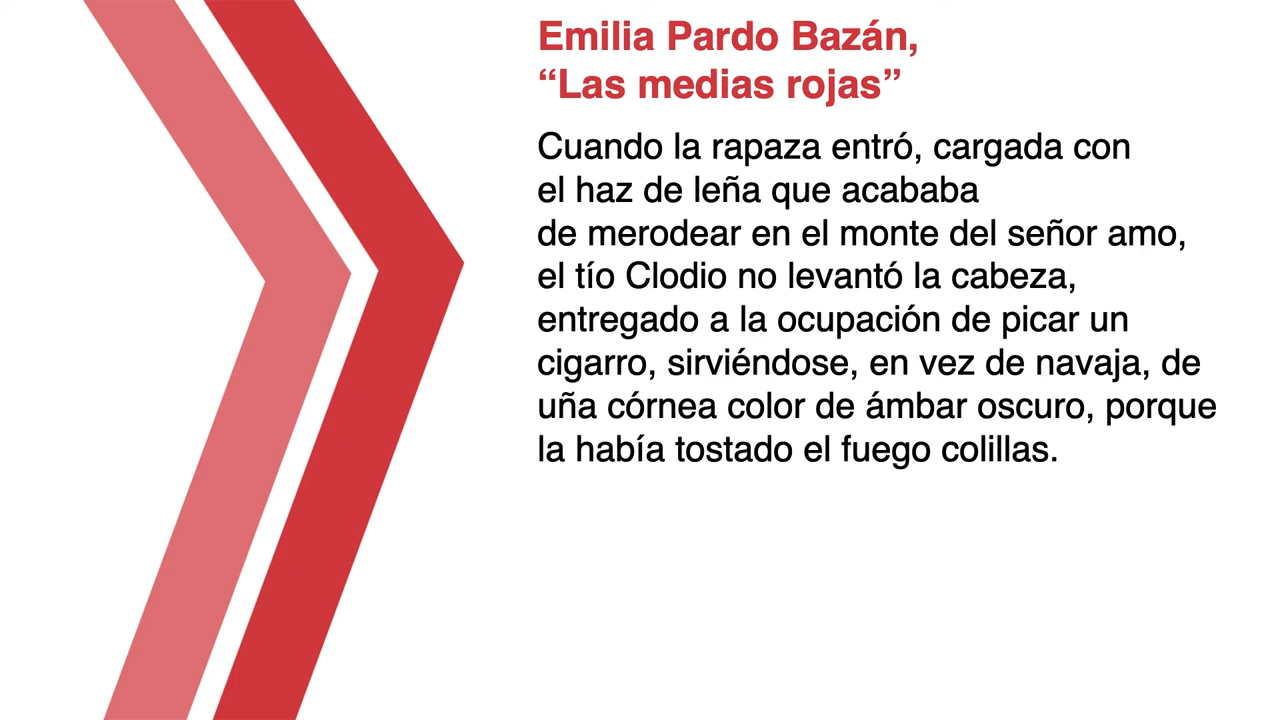 Emilia Pardo Bazán,
“Las medias rojas”
Cuando la rapaza entró, cargada con
el haz de leña que acababa
de merodear en el monte del señor amo,
el tío Clodio no levantó la cabeza,
entregado a la ocupación de picar un
cigarro, sirviéndose, en vez de navaja, de
uña córnea color de ámbar oscuro, porque
la había tostado el fuego colillas.